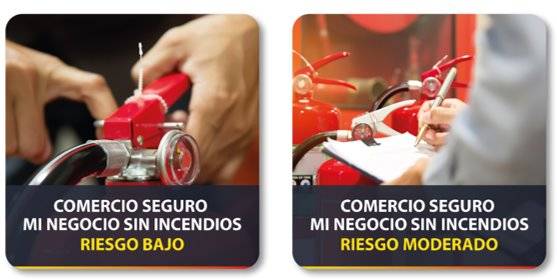 COMERCIO SEGURO
MI NEGOCIO SIN INCENDIOS
RIESGO BAJO
COMERCIO SEGURO
MI NEGOCIO SIN INCENDIOS
RIESGO MODERADO